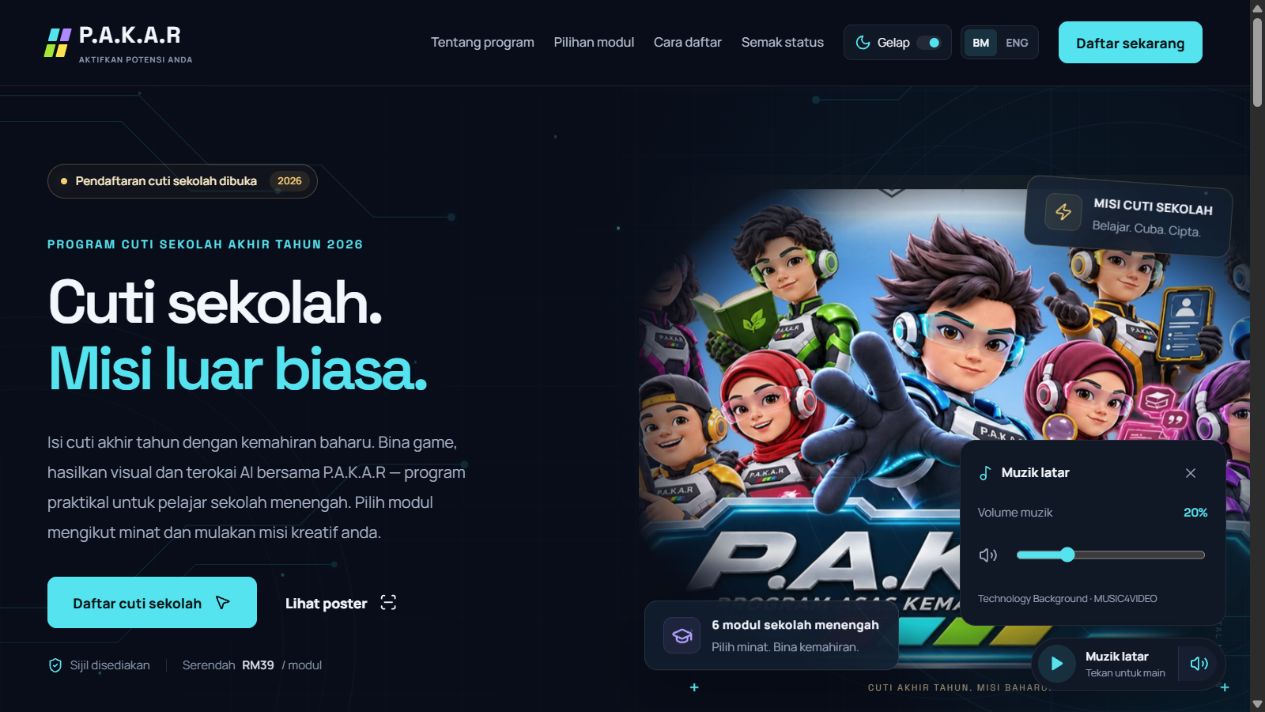 P.A.K.A.R
AKTIFKAN POTENSI ANDA
Tentang program
Pilihan modul
Cara daftar
Semak status
Gelap
BM
ENG
Daftar sekarang
Pendaftaran cuti sekolah dibuka
2026
PROGRAM CUTI SEKOLAH AKHIR TAHUN 2026
Cuti sekolah.
Misi luar biasa.
Isi cuti akhir tahun dengan kemahiran baharu. Bina game,
hasilkan visual dan terokai AI bersama P.A.K.A.R — program
praktikal untuk pelajar sekolah menengah. Pilih modul
mengikut minat dan mulakan misi kreatif anda.
Daftar cuti sekolah
Lihat poster
Sijil disediakan
Serendah RM39 / modul
MISI CUTI SEKOLAH
Belajar. Cuba. Cipta.
P.A.K.A.R
P.A.K.A.R
P.A.K.A.R
P.A.K
PROGRAM ASAS KEMA
6 modul sekolah menengah
Pilih minat. Bina kemahiran.
Muzik latar
Volume muzik
20%
Technology Background · MUSIC4VIDEO
Muzik latar
Tekan untuk main
CUTI AKHIR TAHUN. MISI BAHARU.